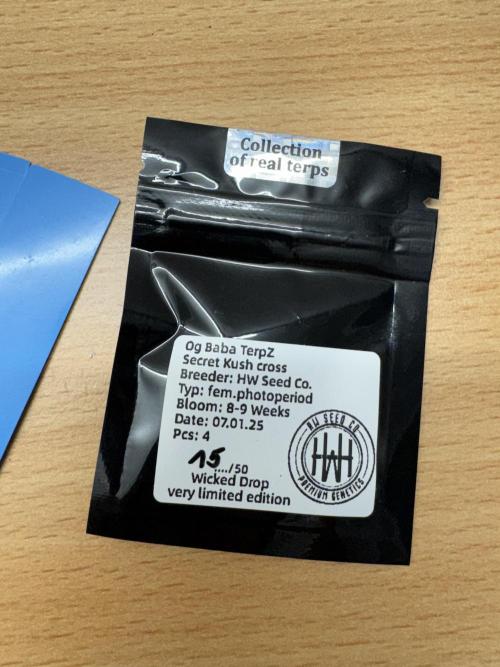 Collection
of real terps
Og Baba TerpZ
Secret Kush cross
Breeder: HW Seed Co.
Typ: fem.photoperiod
Bloom: 8-9 Weeks
Date: 07.01.25
Pcs: 4
15..../50
Wicked Drop
very limited edition
HW SEED CO
HW
PREMIUM GENETICS